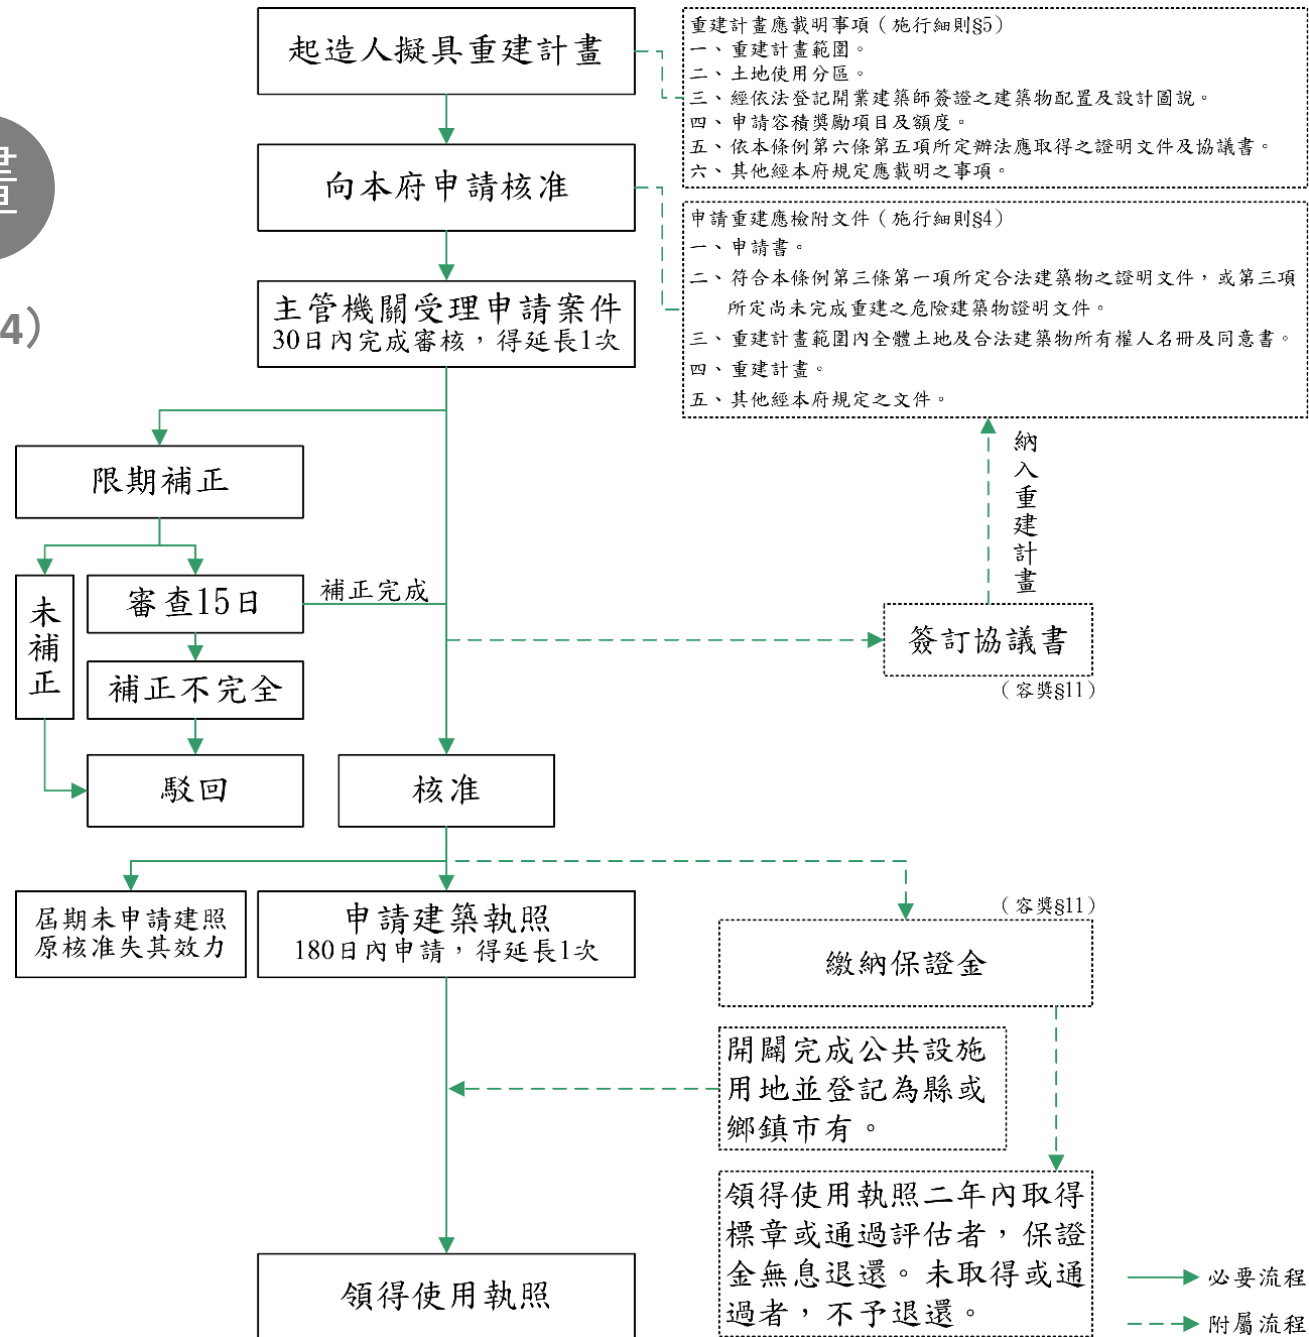 起造人擬具重建計畫
重建計畫應載明事項（施行細則§5）
一、重建計畫範圍。
二、土地使用分區。
三、經依法登記開業建築師簽證之建築物配置及設計圖說。
四、申請容積獎勵項目及額度。
五、依本條例第六條第五項所定辦法應取得之證明文件及協議書。
六、其他經本府規定應載明之事項。
畫
4）
向本府申請核准
申請重建應檢附文件（施行細則§4）
一、申請書。
二、符合本條例第三條第一項所定合法建築物之證明文件，或第三項
所定尚未完成重建之危險建築物證明文件。
三、重建計畫範圍內全體土地及合法建築物所有權人名冊及同意書。
四、重建計畫。
五、其他經本府規定之文件。
主管機關受理申請案件
30日內完成審核，得延長1次
限期補正
納入重建計畫
未補正
審查15日
補正完成
補正不完全
簽訂協議書
（容獎§11）
駁回
核准
屆期未申請建照
原核准失其效力
申請建築執照
180日內申請，得延長1次
（容獎§11）
繳納保證金
開闢完成公共設施
用地並登記為縣或
鄉鎮市有。
領得使用執照二年內取得
標章或通過評估者，保證
金無息退還。未取得或通
過者，不予退還。
領得使用執照
必要流程
附屬流程